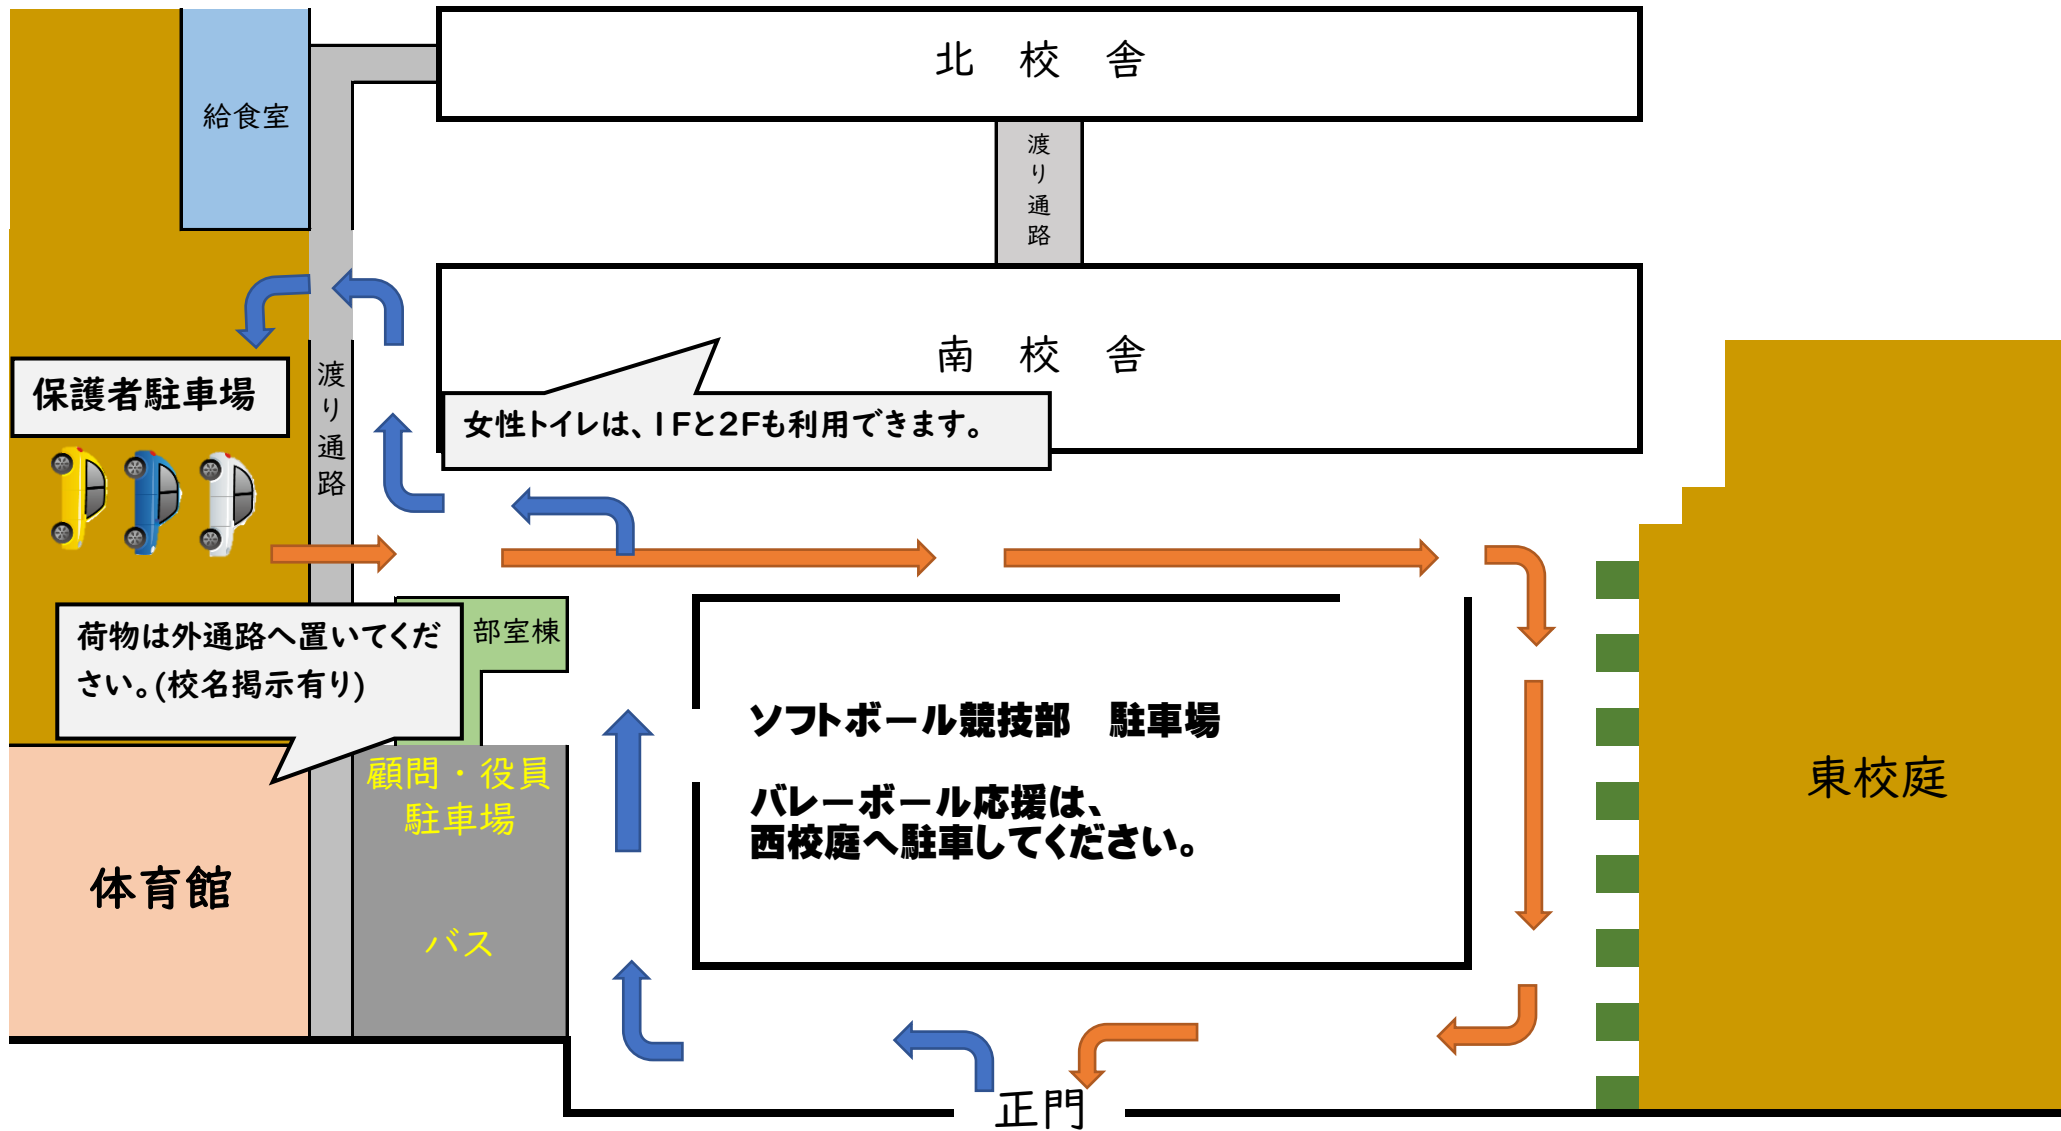 北 校 舎
給食室
渡り通路
南 校 舎
保護者駐車場
渡り通路
女性トイレは、1Fと2Fも利用できます。
荷物は外通路へ置いてくだ
さい。(校名掲示有り)
部室棟
ソフトボール競技部 駐車場
バレーボール応援は、
西校庭へ駐車してください。
顧問・役員
駐車場
バス
体育館
東校庭
正門